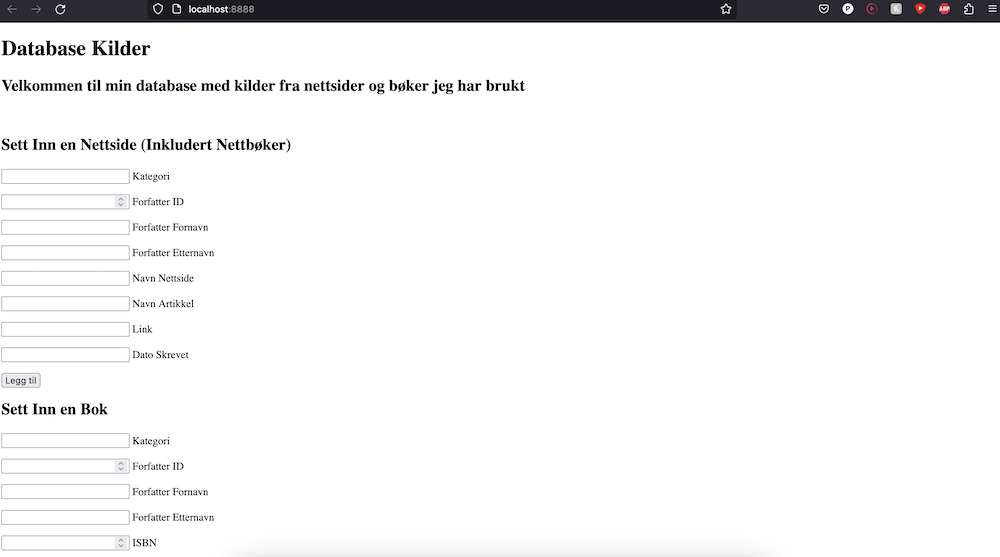 localhost:8888
P
ABP
Database Kilder
Velkommen til min database med kilder fra nettsider og bøker jeg har brukt
Sett Inn en Nettside (Inkludert Nettbøker)
Kategori
Forfatter ID
Forfatter Fornavn
Forfatter Etternavn
Navn Nettside
Navn Artikkel
Link
Dato Skrevet
Legg til
Sett Inn en Bok
Kategori
Forfatter ID
Forfatter Fornavn
Forfatter Etternavn
ISBN